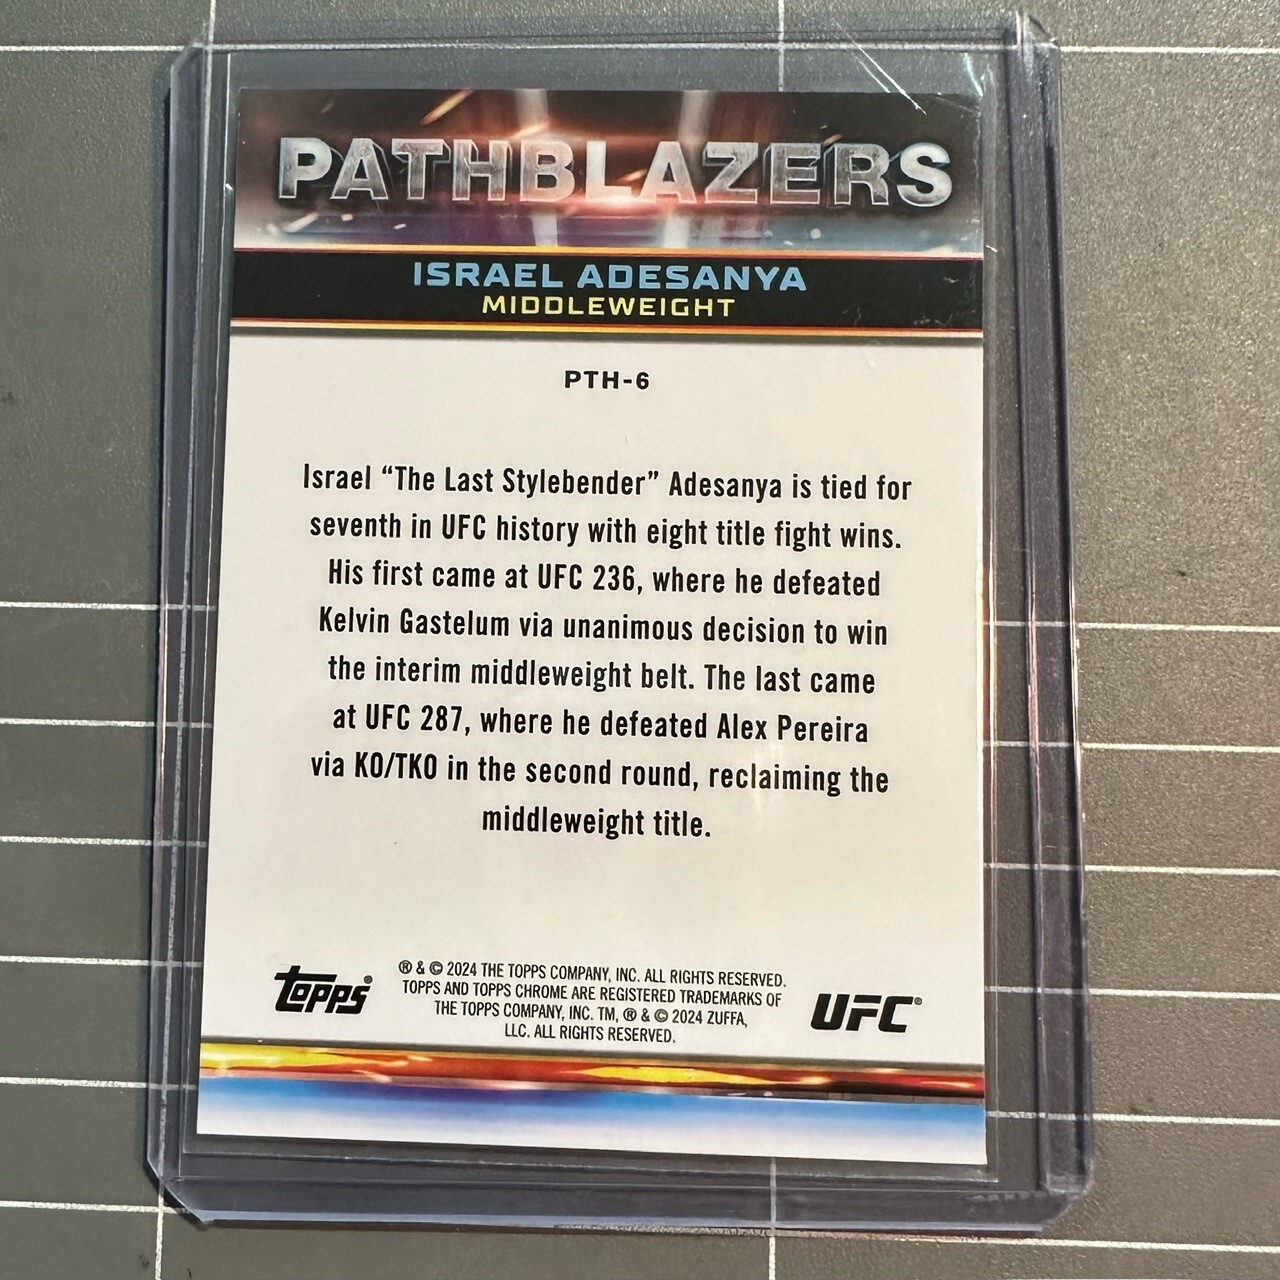 PATHBLAZERS
ISRAEL ADESANYA
MIDDLEWEIGHT
PTH-6
Israel “The Last Stylebender” Adesanya is tied for
seventh in UFC history with eight title fight wins.
His first came at UFC 236, where he defeated
Kelvin Gastelum via unanimous decision to win
the interim middleweight belt. The last came
at UFC 287, where he defeated Alex Pereira
via KO/TKO in the second round, reclaiming the
middleweight title.
topps®
® & © 2024 THE TOPPS COMPANY, INC. ALL RIGHTS RESERVED.
TOPPS AND TOPPS CHROME ARE REGISTERED TRADEMARKS OF
THE TOPPS COMPANY, INC. TM, ® & © 2024 ZUFFA,
LLC. ALL RIGHTS RESERVED.
UFC®